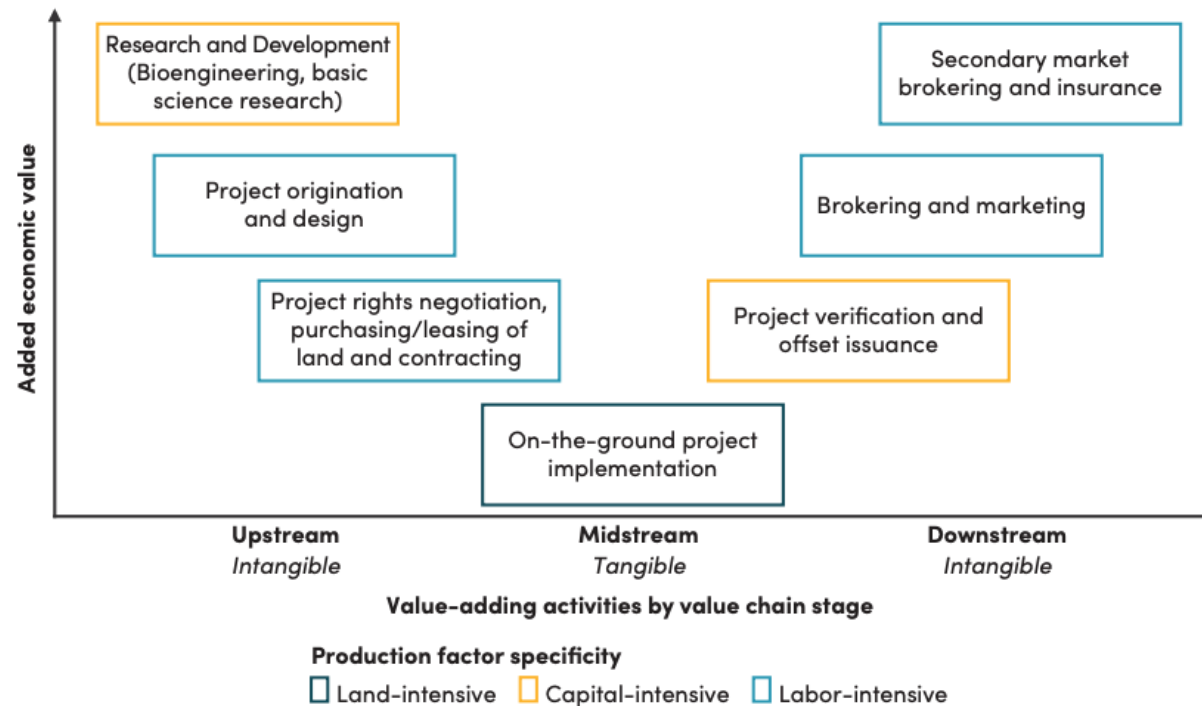 Added economic value
Research and Development
(Bioengineering, basic
science research)
Secondary market
brokering and insurance
Project origination
and design
Brokering and marketing
Project rights negotiation,
purchasing/leasing of
land and contracting
Project verification and
offset issuance
On-the-ground project
implementation
Upstream
Intangible
Midstream
Tangible
Downstream
Intangible
Value-adding activities by value chain stage
Production factor specificity
Land-intensive
Capital-intensive
Labor-intensive